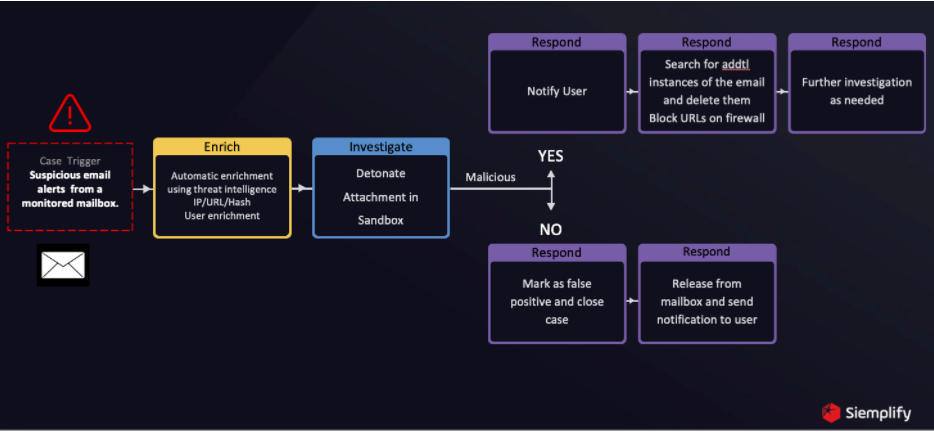 Case Trigger
Suspicious email
alerts from a
monitored mailbox.
Enrich
Automatic enrichment
using threat intelligence
IP/URL/Hash
User enrichment
Investigate
Detonate
Attachment in
Sandbox
Malicious
YES
NO
Respond
Notify User
Respond
Search for addtl
instances of the email
and delete them
Block URLs on firewall
Respond
Further investigation
as needed
Respond
Mark as false
positive and close
case
Respond
Release from
mailbox and send
notification to user
Siemplify